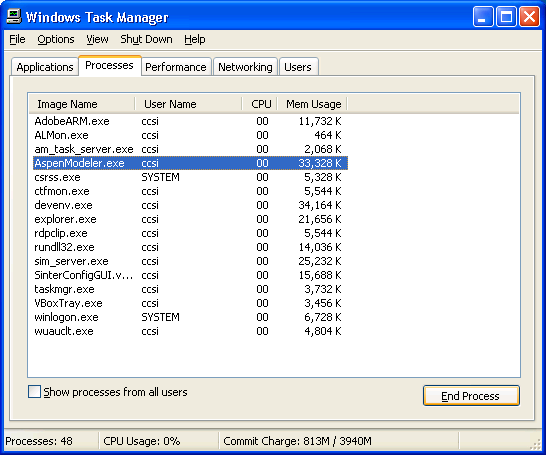 Windows Task Manager
File Options View Shut Down Help
Applications Processes Performance Networking Users
Image Name User Name CPU Mem Usage
AdobeARM.exe ccsi 00 11,732 K
ALMon.exe ccsi 00 464 K
am_task_server.exe ccsi 00 2,068 K
AspenModeler.exe ccsi 00 33,328 K
csrss.exe SYSTEM 00 5,328 K
ctfmon.exe ccsi 00 5,544 K
devenv.exe ccsi 00 34,164 K
explorer.exe ccsi 00 21,656 K
rdpclip.exe ccsi 00 5,544 K
rundll32.exe ccsi 00 14,036 K
sim_server.exe ccsi 00 25,232 K
SinterConfigGUI.v... ccsi 00 15,688 K
taskmgr.exe ccsi 00 3,732 K
VBoxTray.exe ccsi 00 3,456 K
winlogon.exe SYSTEM 00 6,728 K
wuauclt.exe ccsi 00 4,804 K
Show processes from all users
End Process
Processes: 48 CPU Usage: 0% Commit Charge: 813M / 3940M